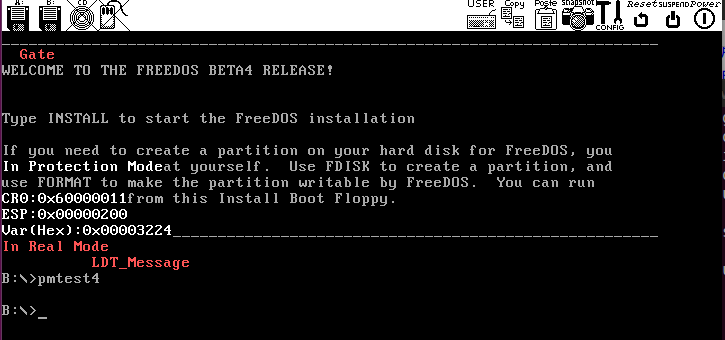 A: B: CD USER Copy Paste Snapshot CONFIG Reset SUSPEND Power
Gate
WELCOME TO THE FREEDOS BETA4 RELEASE!
Type INSTALL to start the FreeDOS installation
If you need to create a partition on your hard disk for FreeDOS, you
In Protection Modeat yourself.  Use FDISK to create a partition, and
use FORMAT to make the partition writable by FreeDOS.  You can run
CR0:0x60000011from this Install Boot Floppy.
ESP:0x00000200
Var(Hex):0x00003224
In Real Mode
LDT_Message
B:\>pmtest4
B:\>_